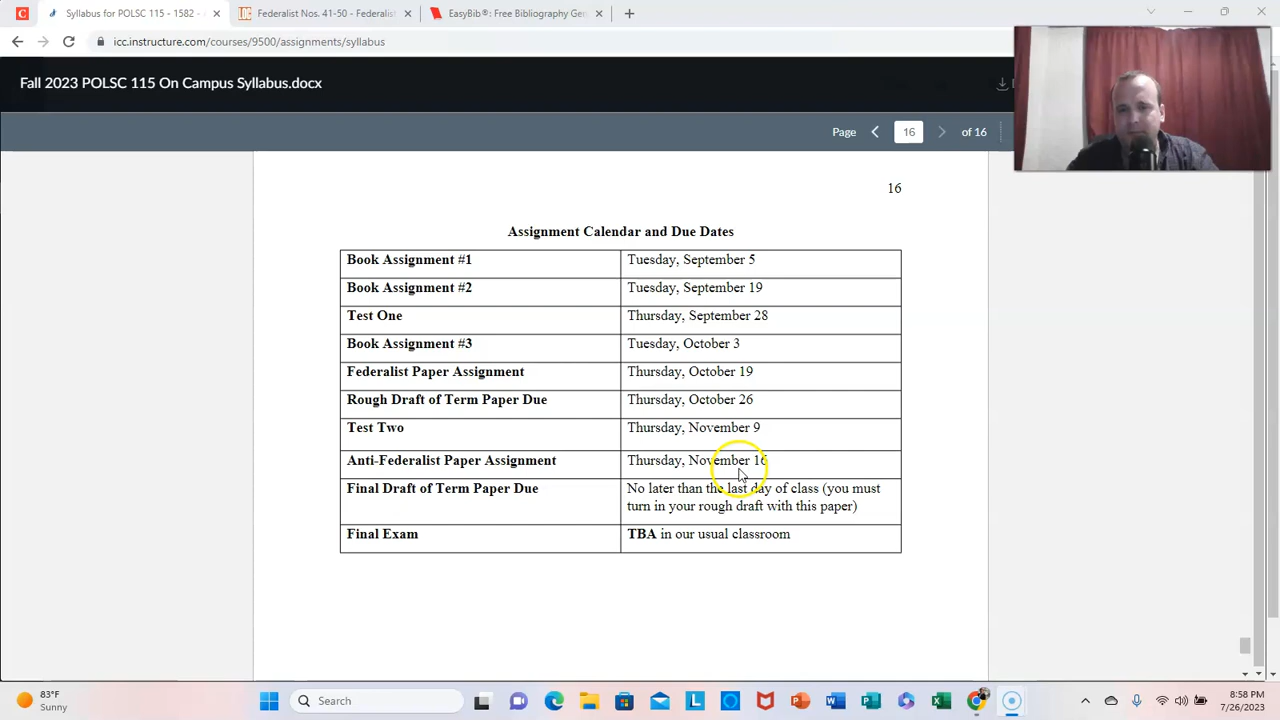 Syllabus for POLSC 115 - 1582 -
Federalist Nos. 41-50 - Federalis
EasyBib®: Free Bibliography Gen
icc.instructure.com/courses/9500/assignments/syllabus
Fall 2023 POLSC 115 On Campus Syllabus.docx
Page 16 of 16
16
Assignment Calendar and Due Dates
Book Assignment #1 Tuesday, September 5
Book Assignment #2 Tuesday, September 19
Test One Thursday, September 28
Book Assignment #3 Tuesday, October 3
Federalist Paper Assignment Thursday, October 19
Rough Draft of Term Paper Due Thursday, October 26
Test Two Thursday, November 9
Anti-Federalist Paper Assignment Thursday, November 16
Final Draft of Term Paper Due No later than the last day of class (you must
turn in your rough draft with this paper)
Final Exam TBA in our usual classroom
83°F
Sunny
Search
8:58 PM
7/26/2023